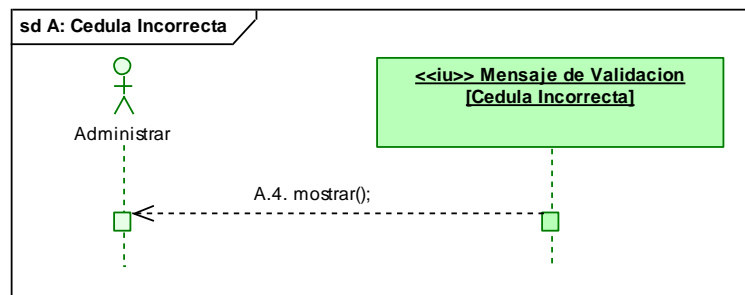 sd A: Cedula Incorrecta
<<iu>> Mensaje de Validacion
[Cedula Incorrecta]
Administrar
A.4. mostrar();